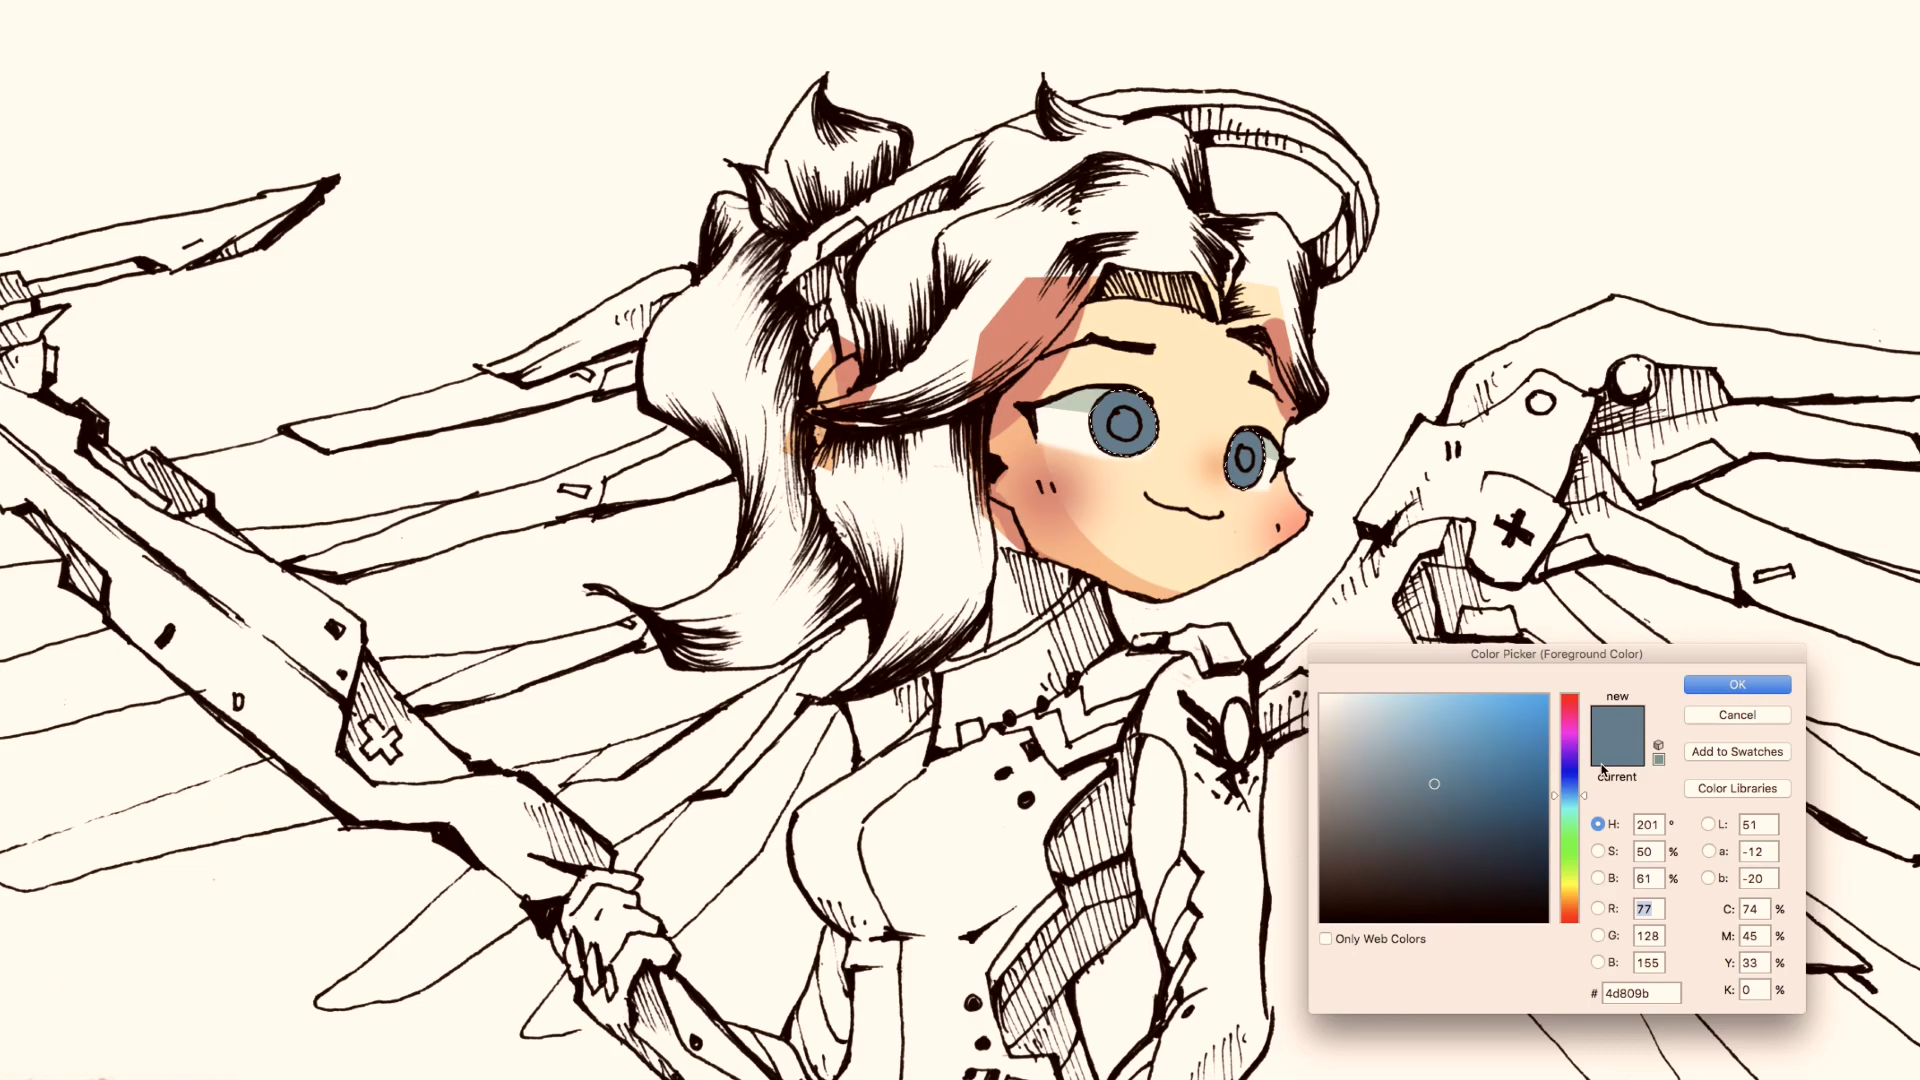 Color Picker (Foreground Color)
new
current
OK
Cancel
Add to Swatches
Color Libraries
H: 201 °
S: 50 %
B: 61 %
R: 77
G: 128
B: 155
# 4d809b
L: 51
a: -12
b: -20
C: 74 %
M: 45 %
Y: 33 %
K: 0 %
Only Web Colors